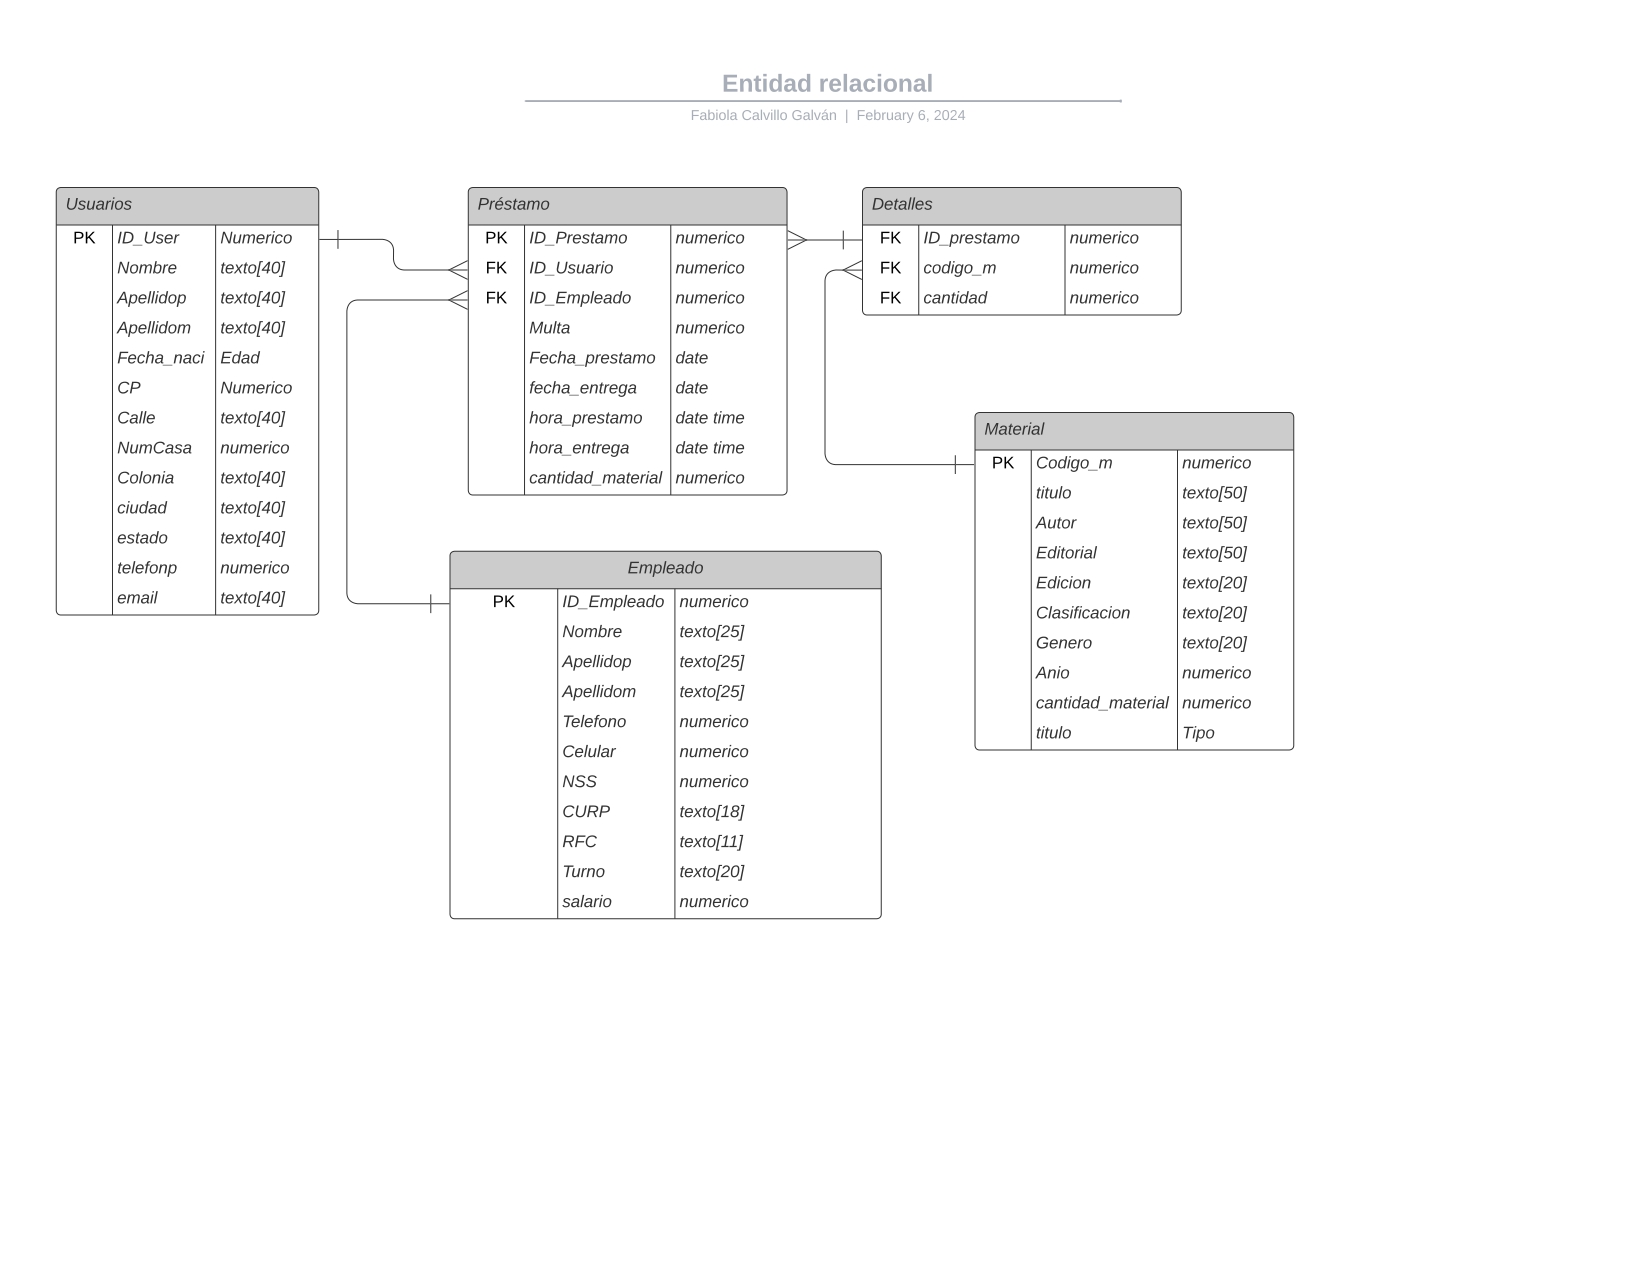 Entidad relacional
Fabiola Calvillo Galván | February 6, 2024
Usuarios
PK ID_User Numerico
Nombre texto[40]
Apellidop texto[40]
Apellidom texto[40]
Fecha_naci Edad
CP Numerico
Calle texto[40]
NumCasa numerico
Colonia texto[40]
ciudad texto[40]
estado texto[40]
telefonp numerico
email texto[40]
Préstamo
PK ID_Prestamo numerico
FK ID_Usuario numerico
FK ID_Empleado numerico
Multa numerico
Fecha_prestamo date
fecha_entrega date
hora_prestamo date time
hora_entrega date time
cantidad_material numerico
Detalles
FK ID_prestamo numerico
FK codigo_m numerico
FK cantidad numerico
Material
PK Codigo_m numerico
titulo texto[50]
Autor texto[50]
Editorial texto[50]
Edicion texto[20]
Clasificacion texto[20]
Genero texto[20]
Anio numerico
cantidad_material numerico
titulo Tipo
Empleado
PK ID_Empleado numerico
Nombre texto[25]
Apellidop texto[25]
Apellidom texto[25]
Telefono numerico
Celular numerico
NSS numerico
CURP texto[18]
RFC texto[11]
Turno texto[20]
salario numerico